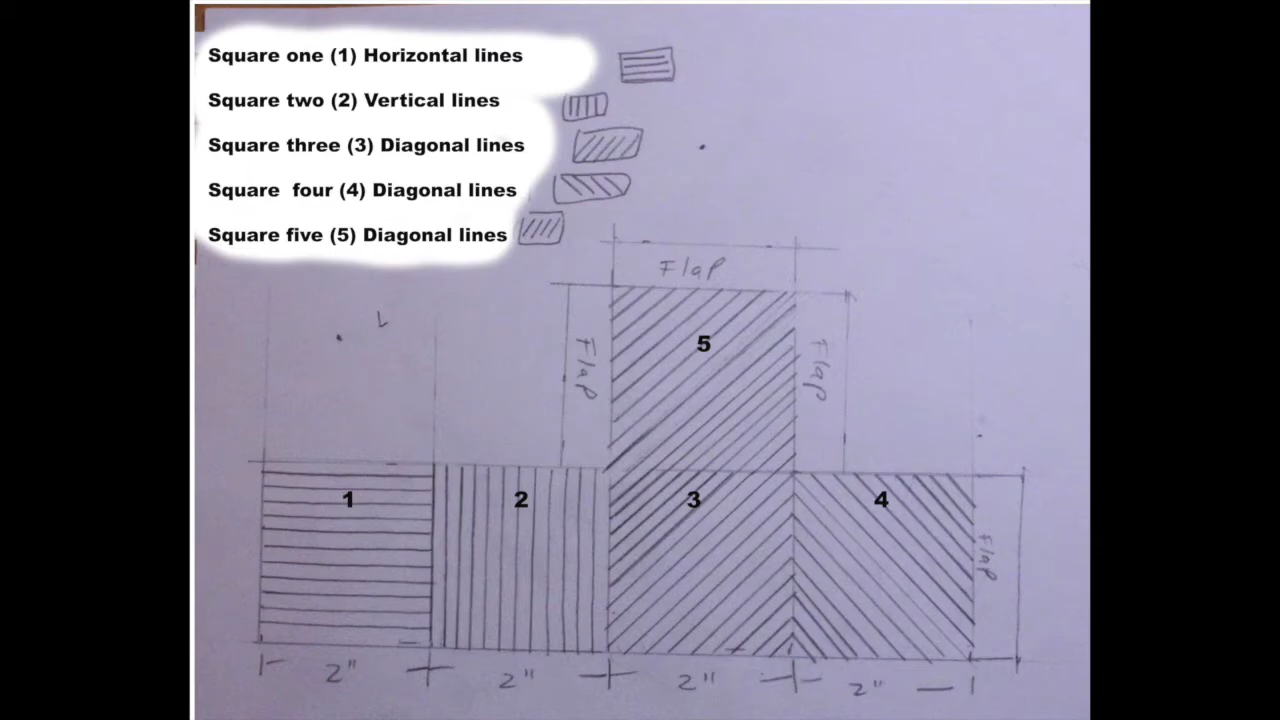 Square one (1) Horizontal lines
Square two (2) Vertical lines
Square three (3) Diagonal lines
Square  four (4) Diagonal lines
Square five (5) Diagonal lines
Flap
5
Flap
Flap
1
2
3
4
Flap
2"
2"
2"
2"